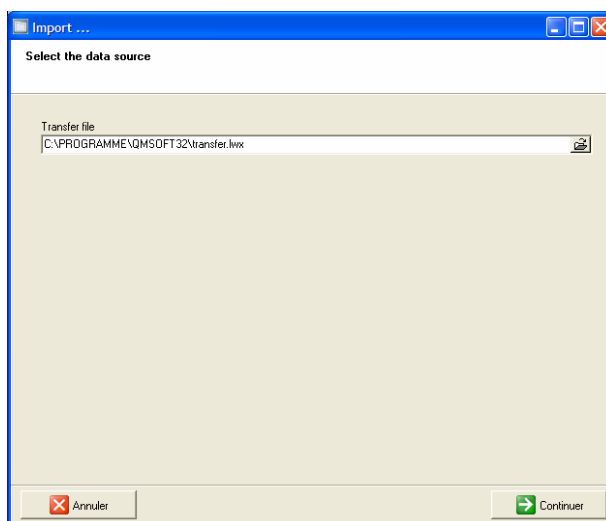 Import ...
Select the data source
Transfer file
C:\PROGRAMME\QMSOFT32\transfer.lwx
Annuler
Continuer